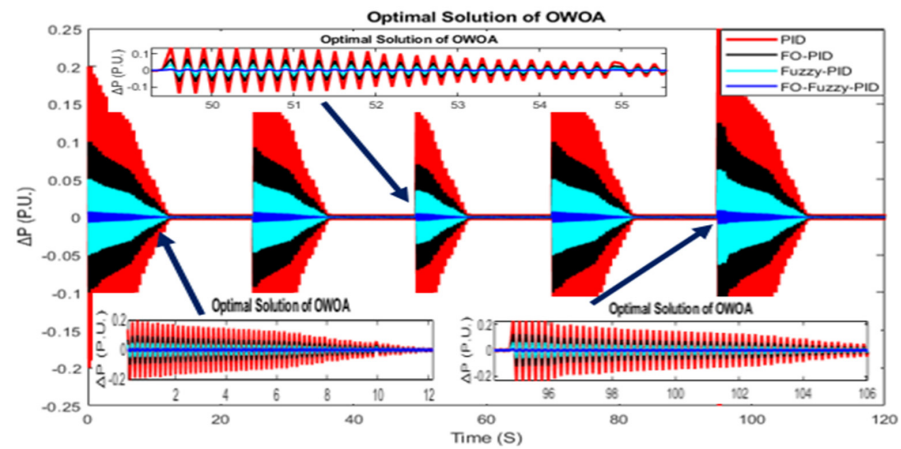 Optimal Solution of OWOA
0.25
0.2
0.15
0.1
0.05
0
-0.05
-0.1
-0.15
-0.2
-0.25
ΔP (P.U.)
0 20 40 60 80 100 120
Time (S)
PID
FO-PID
Fuzzy-PID
FO-Fuzzy-PID
Optimal Solution of OWOA
ΔP (P.U.)
0.1
0
-0.1
50 51 52 53 54 55
Optimal Solution of OWOA
ΔP (P.U.)
0.2
0
-0.2
2 4 6 8 10 12
Optimal Solution of OWOA
ΔP (P.U.)
0.2
0
-0.2
96 98 100 102 104 106